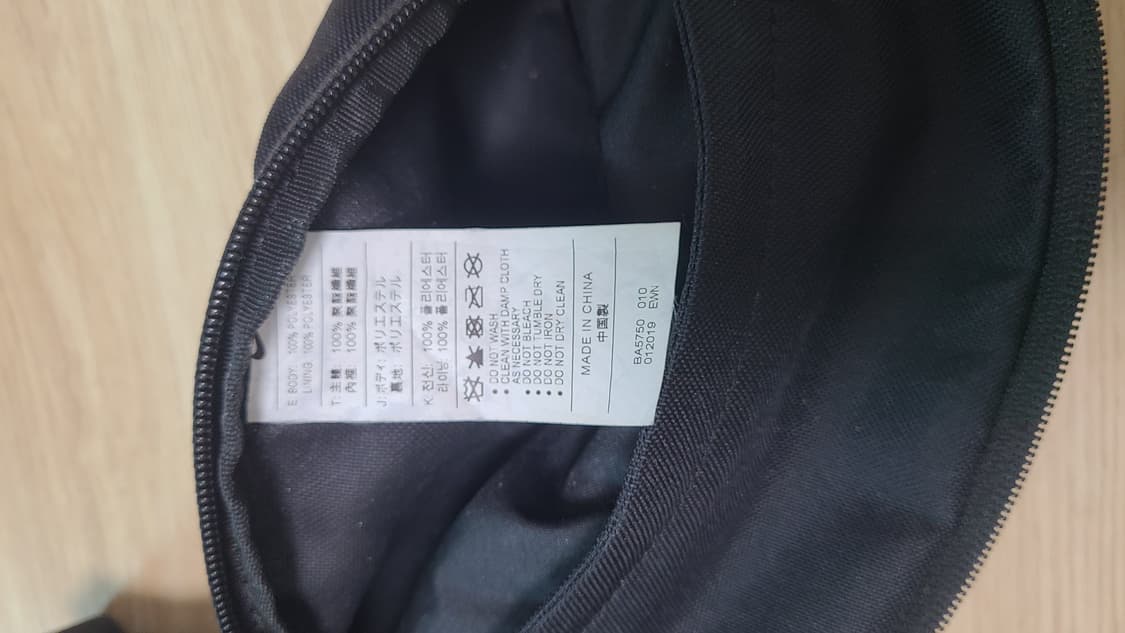 E: BODY: 100% POLYESTER
LINING: 100% POLYESTER
T: 主體: 100% 聚酯纖維
內裡: 100% 聚酯纖維
J: ボディ: ポリエステル
裏地: ポリエステル
K: 전신: 100% 폴리에스터
라이닝: 100% 폴리에스터
• DO NOT WASH
• CLEAN WITH DAMP CLOTH
AS NECESSARY
• DO NOT BLEACH
• DO NOT TUMBLE DRY
• DO NOT IRON
• DO NOT DRY CLEAN
MADE IN CHINA
中国製
BA5750 010
012019 EWN